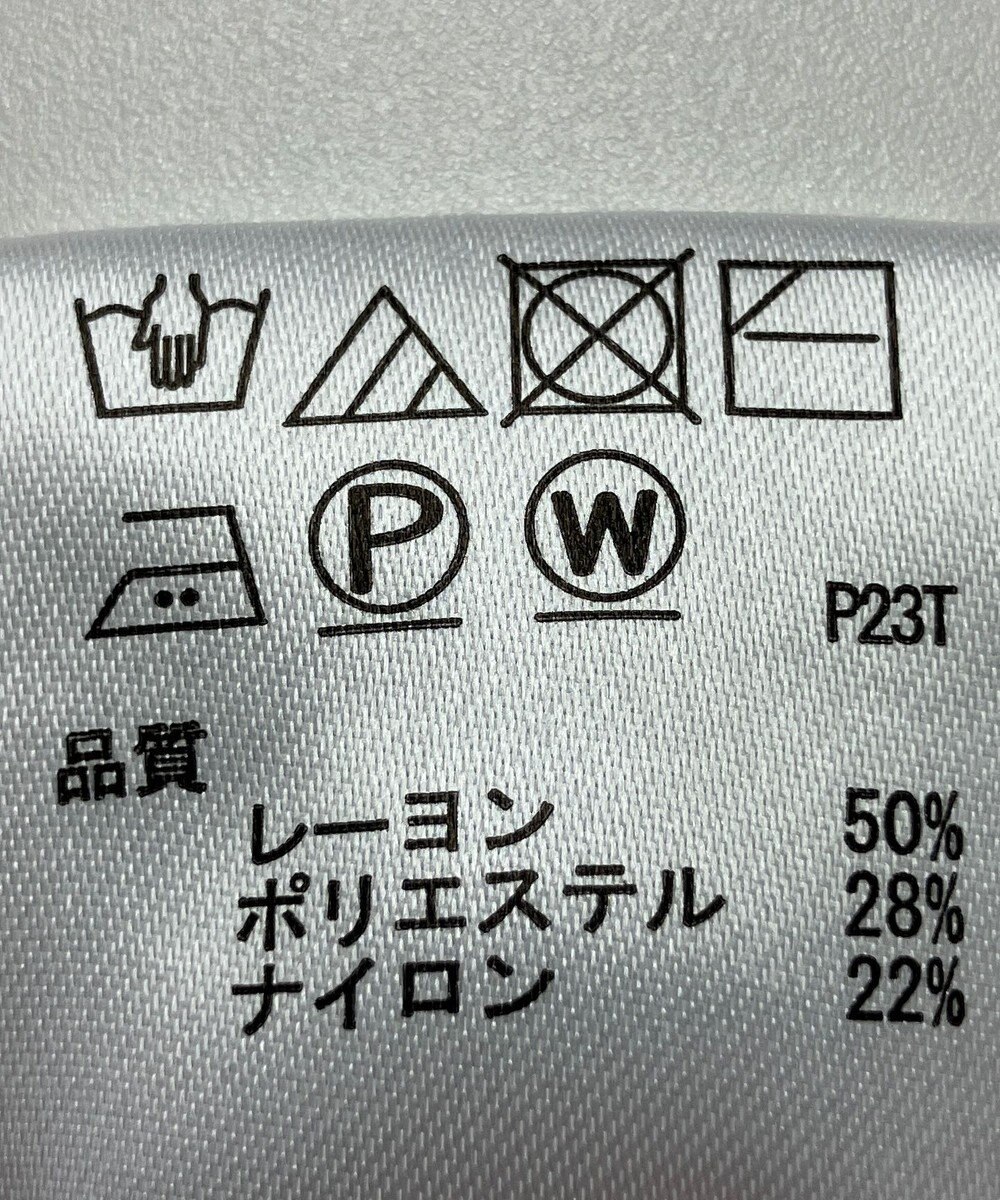 P W P23T
品質
レーヨン 50%
ポリエステル 28%
ナイロン 22%